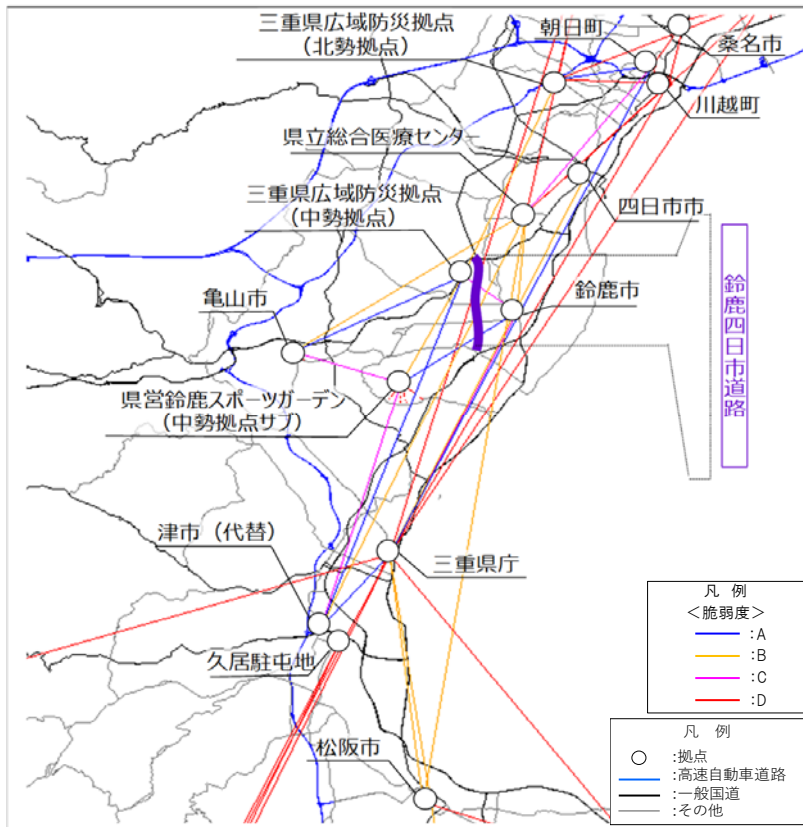 三重県広域防災拠点
（北勢拠点）
朝日町
桑名市
川越町
県立総合医療センター
三重県広域防災拠点
（中勢拠点）
四日市市
亀山市
鈴鹿市
鈴鹿四日市道路
県営鈴鹿スポーツガーデン
（中勢拠点サブ）
津市（代替）
三重県庁
久居駐屯地
松阪市
凡 例
＜脆弱度＞
:A
:B
:C
:D
凡 例
:拠点
:高速自動車道路
:一般国道
:その他